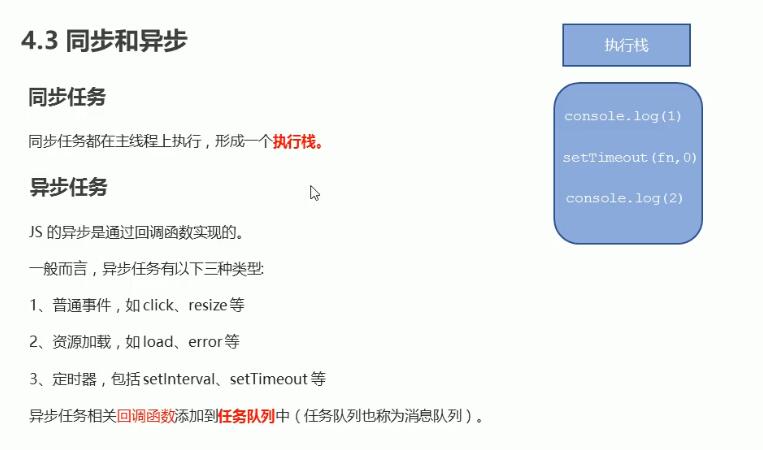 4.3 同步和异步
同步任务
同步任务都在主线程上执行，形成一个执行栈。
异步任务
JS 的异步是通过回调函数实现的。
一般而言，异步任务有以下三种类型:
1、普通事件，如 click、resize 等
2、资源加载，如 load、error 等
3、定时器，包括 setInterval、setTimeout 等
异步任务相关回调函数添加到任务队列中（任务队列也称为消息队列）。
执行栈
console.log(1)
setTimeout(fn,0)
console.log(2)